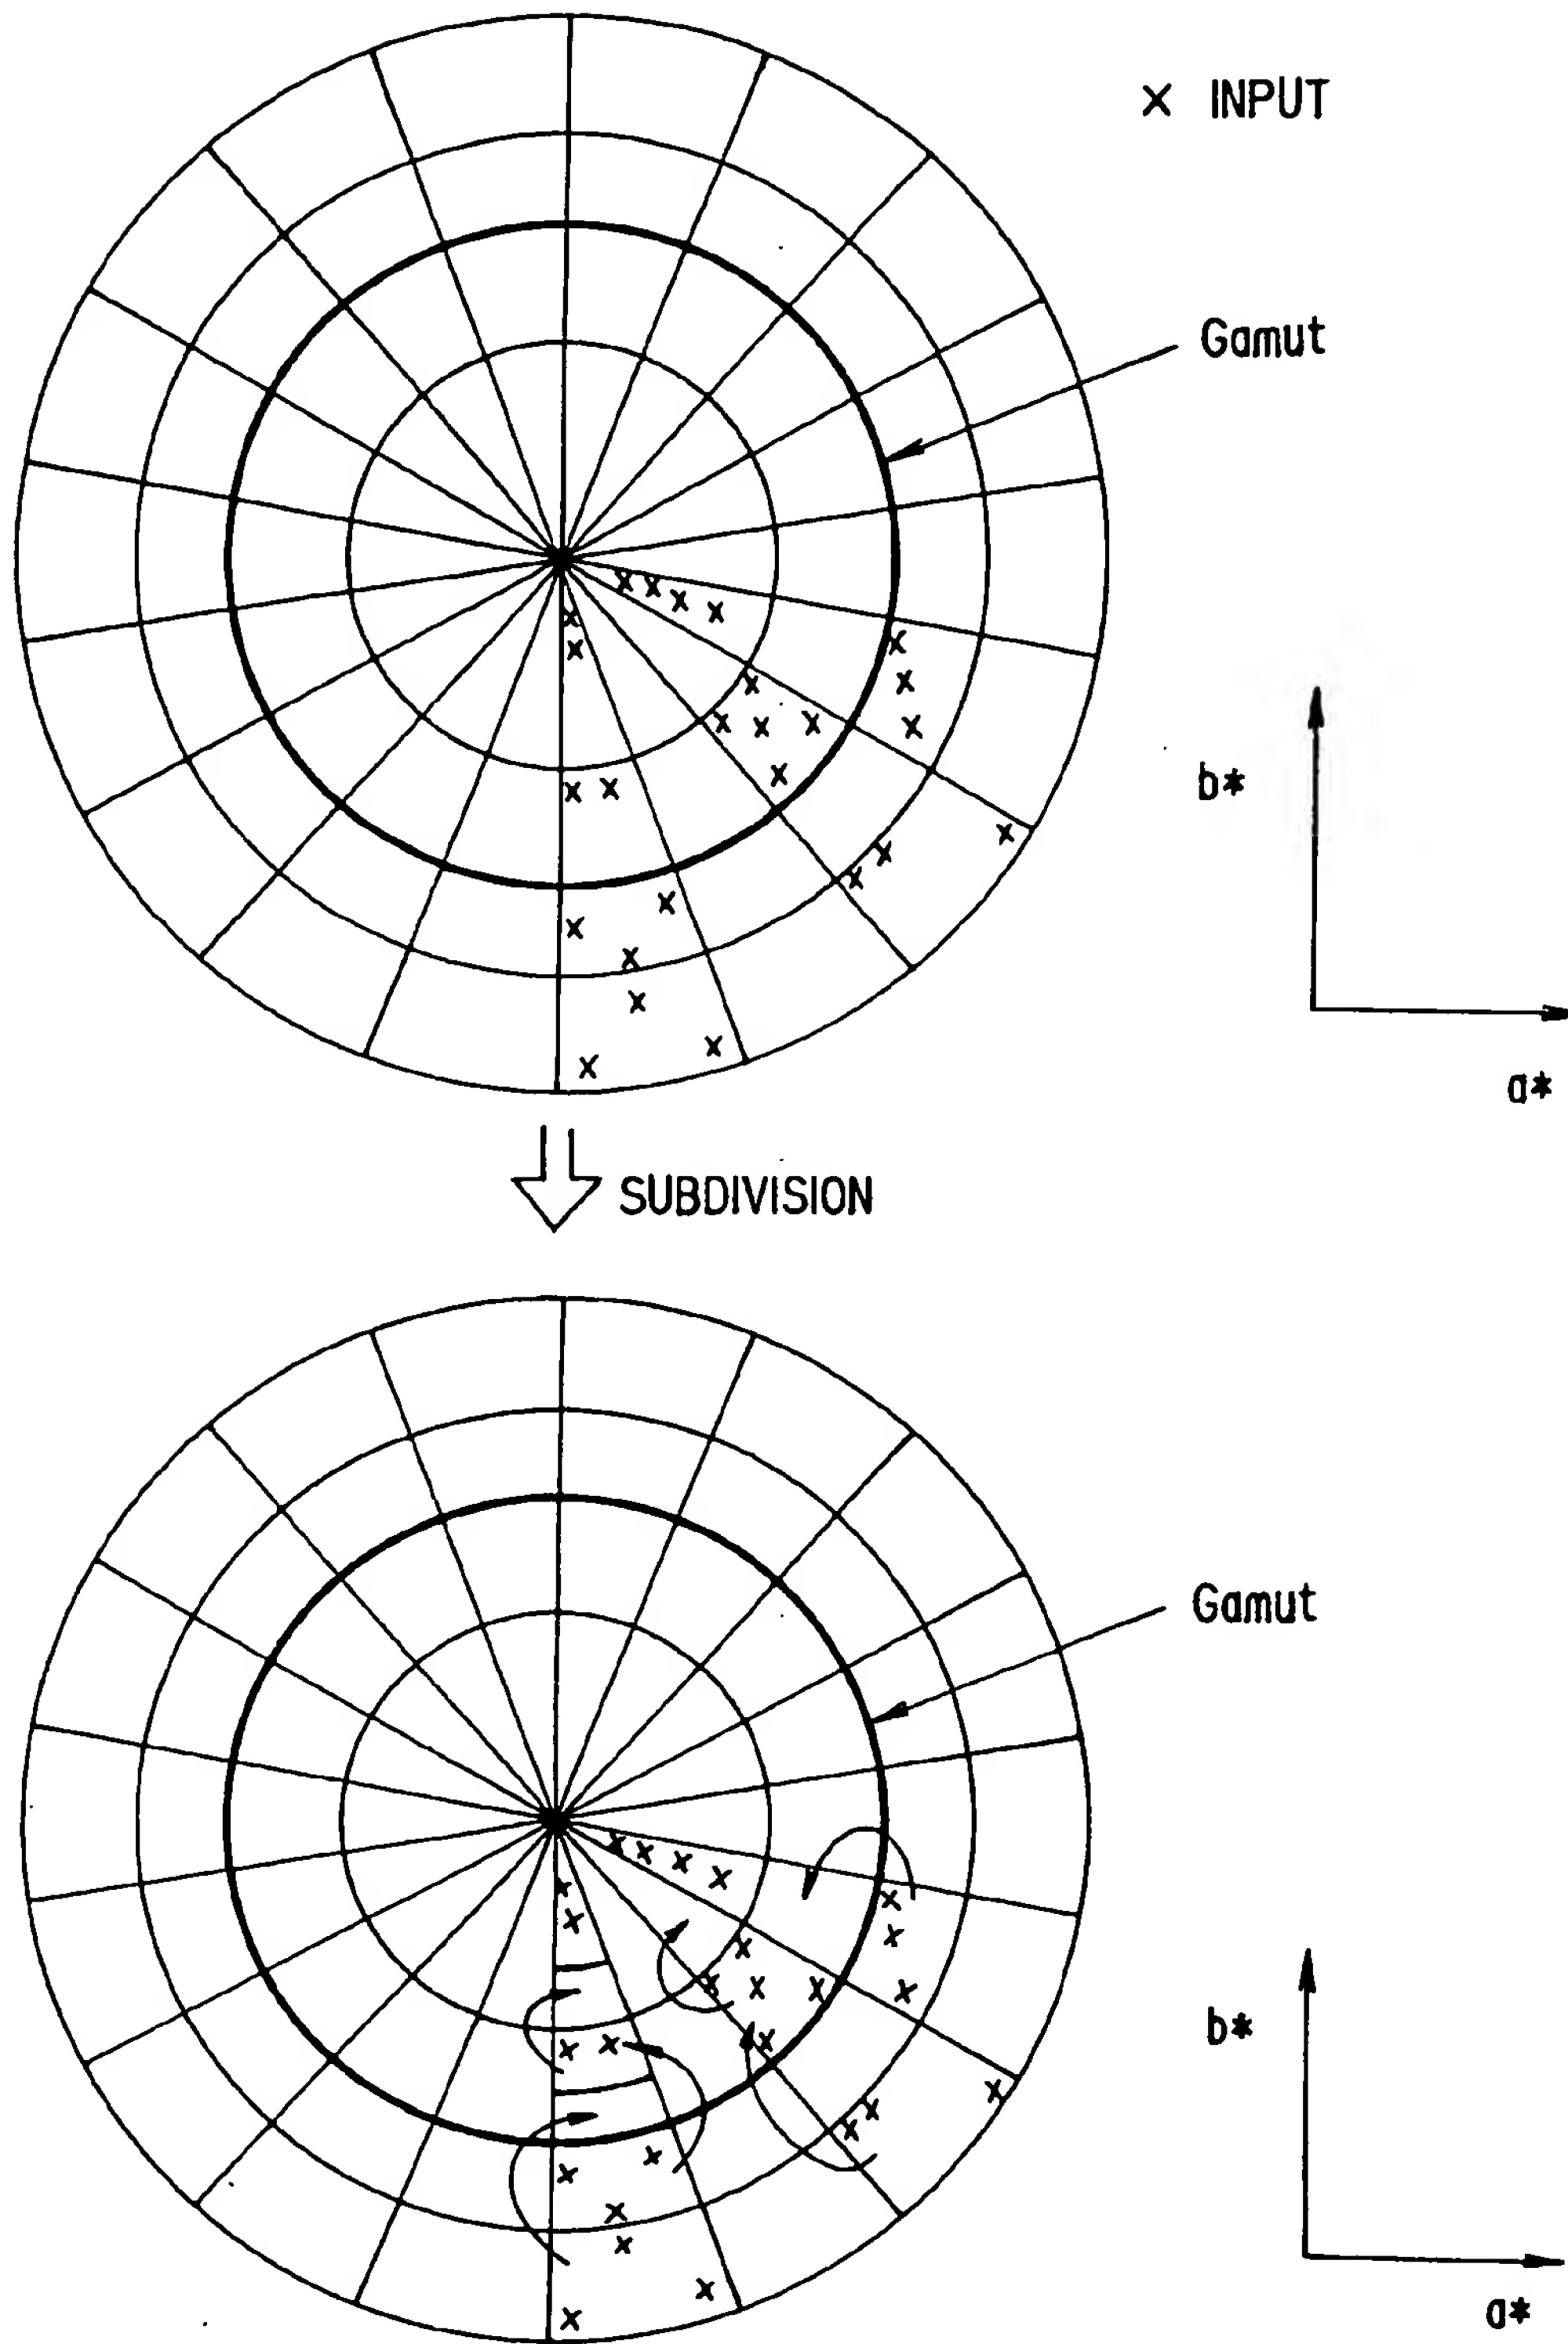 × INPUT
Gamut
b*
a*
SUBDIVISION
Gamut
b*
a*